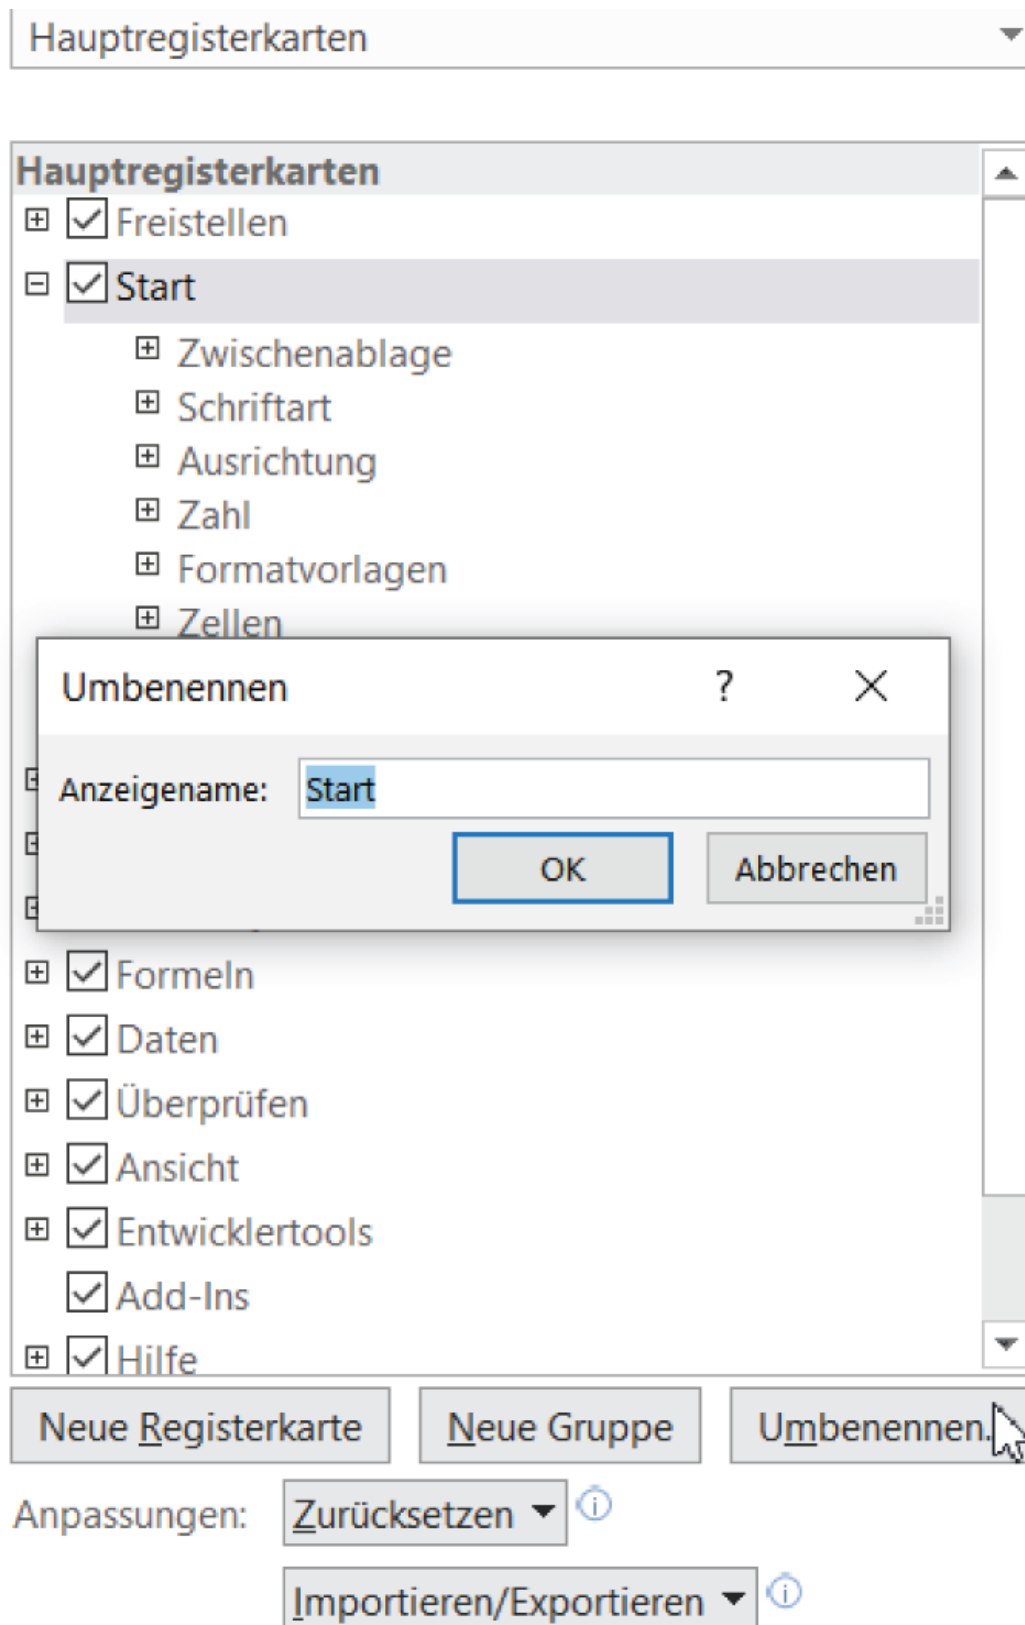 Hauptregisterkarten
Hauptregisterkarten
Freistellen
Start
Zwischenablage
Schriftart
Ausrichtung
Zahl
Formatvorlagen
Zellen
Umbenennen ?
Anzeigename: Start
OK Abbrechen
Formeln
Daten
Überprüfen
Ansicht
Entwicklertools
Add-Ins
Hilfe
Neue Registerkarte Neue Gruppe Umbenennen.
Anpassungen: Zurücksetzen
Importieren/Exportieren